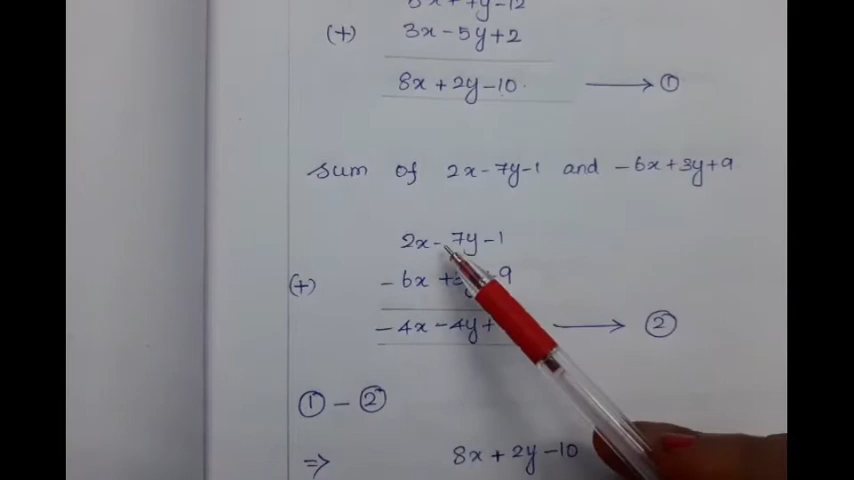 (+) 3x - 5y + 2
8x + 2y - 10 → ①
Sum of 2x - 7y - 1 and - 6x + 3y + 9
2x - 7y - 1
(+) - 6x + 9
- 4x - 4y + → ②
① - ②
⇒ 8x + 2y - 10